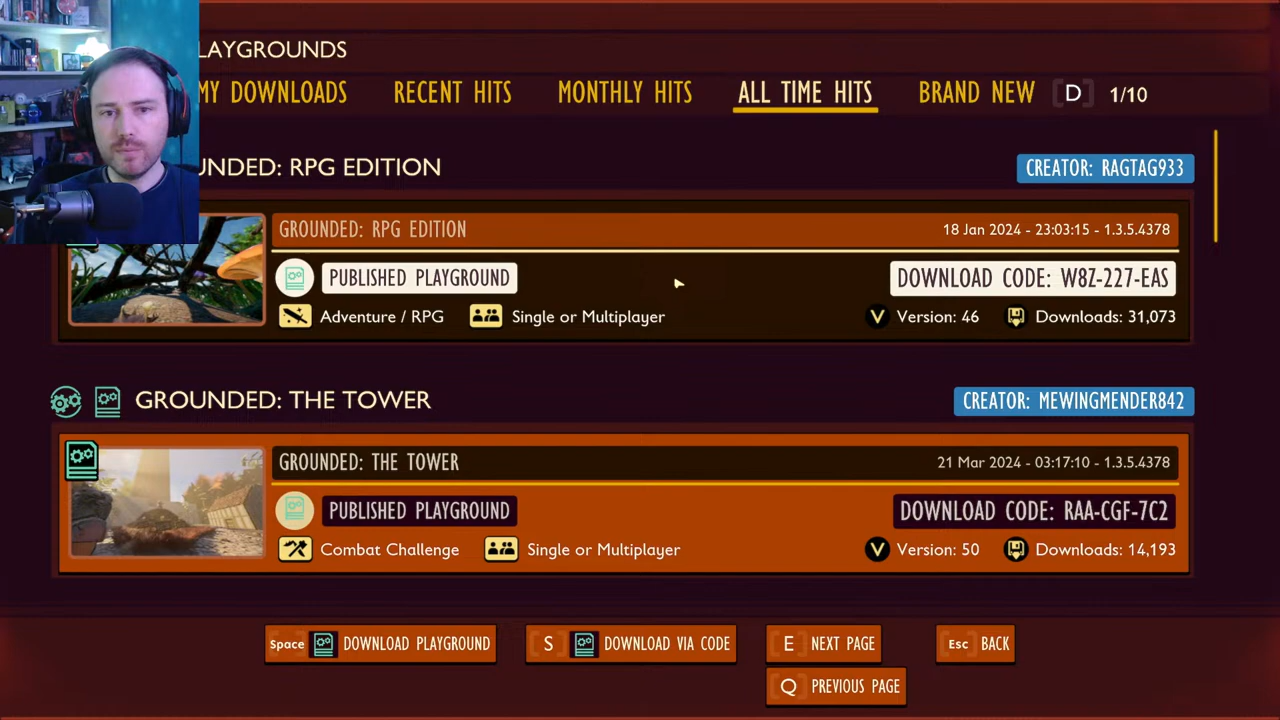 LAYGROUNDS
MY DOWNLOADS RECENT HITS MONTHLY HITS ALL TIME HITS BRAND NEW [D] 1/10
UNDED: RPG EDITION CREATOR: RAGTAG933
GROUNDED: RPG EDITION 18 Jan 2024 - 23:03:15 - 1.3.5.4378
PUBLISHED PLAYGROUND DOWNLOAD CODE: W8Z-227-EAS
Adventure / RPG Single or Multiplayer V Version: 46 Downloads: 31,073
GROUNDED: THE TOWER CREATOR: MEWINGMENDER842
GROUNDED: THE TOWER 21 Mar 2024 - 03:17:10 - 1.3.5.4378
PUBLISHED PLAYGROUND DOWNLOAD CODE: RAA-CGF-7C2
Combat Challenge Single or Multiplayer V Version: 50 Downloads: 14,193
[Space] DOWNLOAD PLAYGROUND [S] DOWNLOAD VIA CODE [E] NEXT PAGE [Esc] BACK
[Q] PREVIOUS PAGE